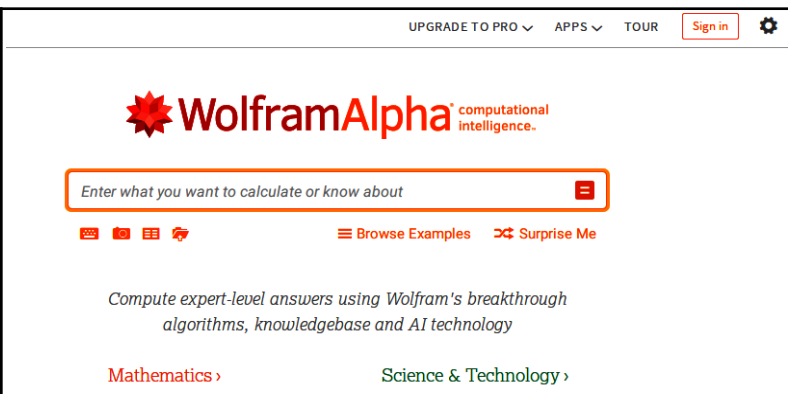 UPGRADE TO PRO APPS TOUR Sign in
WolframAlpha computational
intelligence.
Enter what you want to calculate or know about
Browse Examples Surprise Me
Compute expert-level answers using Wolfram's breakthrough
algorithms, knowledgebase and AI technology
Mathematics › Science & Technology ›